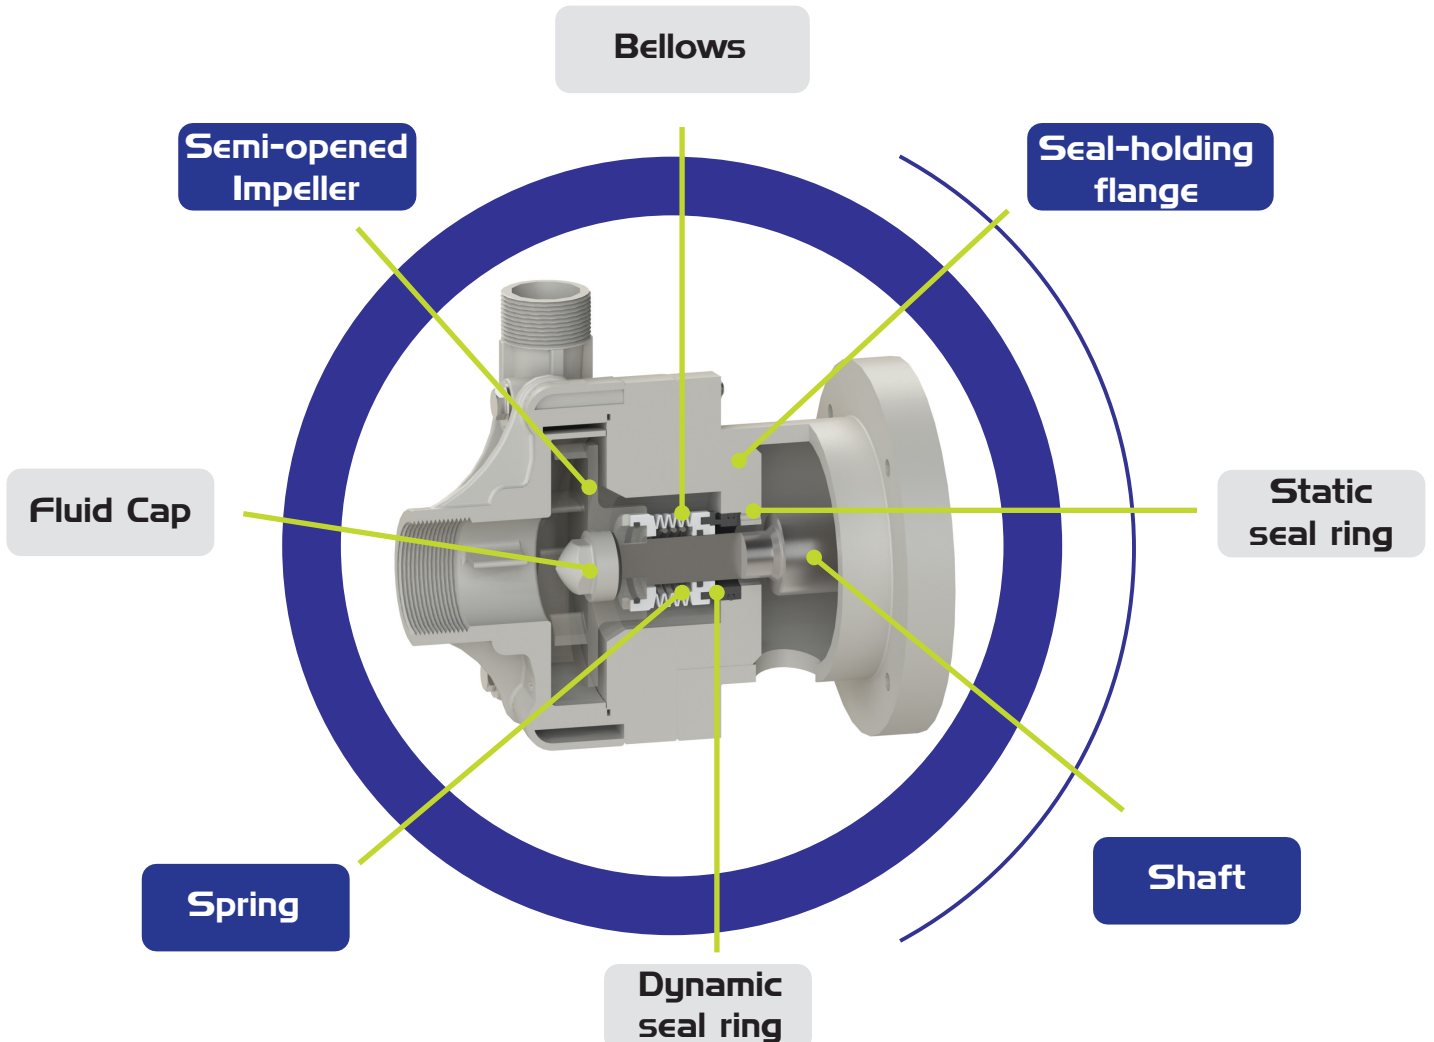 Bellows
Semi-opened
Impeller
Seal-holding
flange
Fluid Cap
Static
seal ring
Spring
Shaft
Dynamic
seal ring